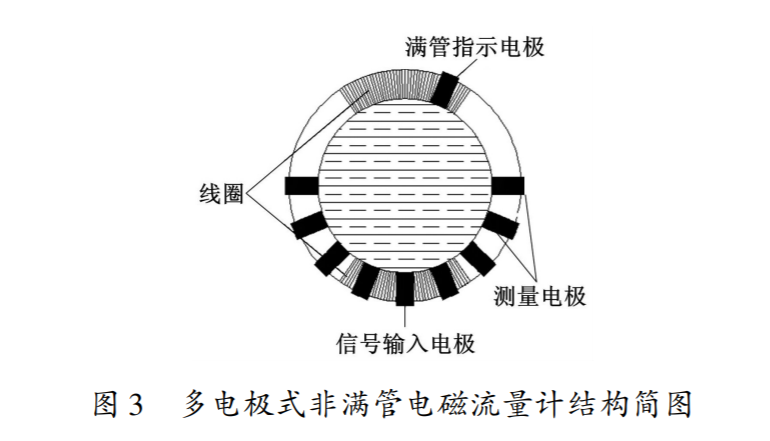 满管指示电极
线圈
测量电极
信号输入电极
图 3 多电极式非满管电磁流量计结构简图